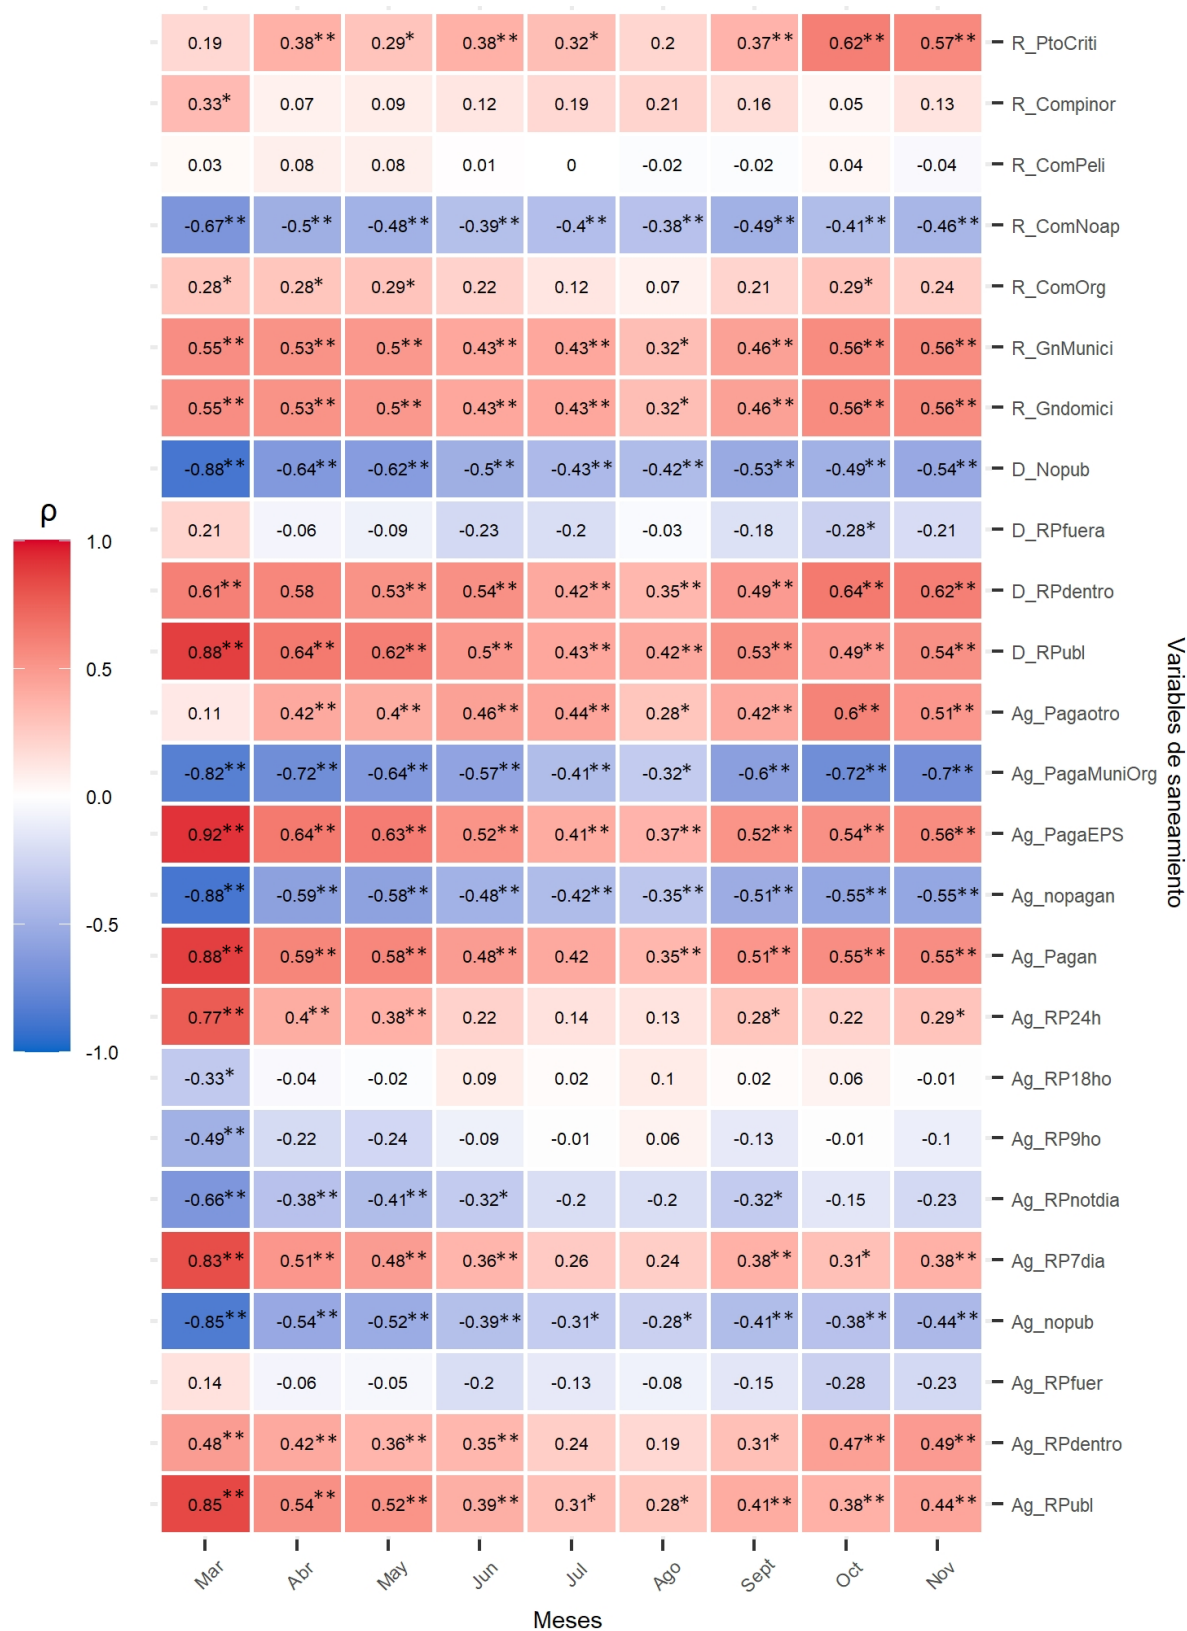 0.19 0.38** 0.29* 0.38** 0.32* 0.2 0.37** 0.62** 0.57** R_PtoCriti
0.33* 0.07 0.09 0.12 0.19 0.21 0.16 0.05 0.13 R_Compinor
0.03 0.08 0.08 0.01 0 -0.02 -0.02 0.04 -0.04 R_ComPeli
-0.67** -0.5** -0.48** -0.39** -0.4** -0.38** -0.49** -0.41** -0.46** R_ComNoap
0.28* 0.28* 0.29* 0.22 0.12 0.07 0.21 0.29* 0.24 R_ComOrg
0.55** 0.53** 0.5** 0.43** 0.43** 0.32* 0.46** 0.56** 0.56** R_GnMunici
0.55** 0.53** 0.5** 0.43** 0.43** 0.32* 0.46** 0.56** 0.56** R_Gndomici
-0.88** -0.64** -0.62** -0.5** -0.43** -0.42** -0.53** -0.49** -0.54** D_Nopub
0.21 -0.06 -0.09 -0.23 -0.2 -0.03 -0.18 -0.28* -0.21 D_RPfuera
0.61** 0.58 0.53** 0.54** 0.42** 0.35** 0.49** 0.64** 0.62** D_RPdentro
0.88** 0.64** 0.62** 0.5** 0.43** 0.42** 0.53** 0.49** 0.54** D_RPubl
0.11 0.42** 0.4** 0.46** 0.44** 0.28* 0.42** 0.6** 0.51** Ag_Pagaotro
-0.82** -0.72** -0.64** -0.57** -0.41** -0.32* -0.6** -0.72** -0.7** Ag_PagaMuniOrg
0.92** 0.64** 0.63** 0.52** 0.41** 0.37** 0.52** 0.54** 0.56** Ag_PagaEPS
-0.88** -0.59** -0.58** -0.48** -0.42** -0.35** -0.51** -0.55** -0.55** Ag_nopagan
0.88** 0.59** 0.58** 0.48** 0.42 0.35** 0.51** 0.55** 0.55** Ag_Pagan
0.77** 0.4** 0.38** 0.22 0.14 0.13 0.28* 0.22 0.29* Ag_RP24h
-0.33* -0.04 -0.02 0.09 0.02 0.1 0.02 0.06 -0.01 Ag_RP18ho
-0.49** -0.22 -0.24 -0.09 -0.01 0.06 -0.13 -0.01 -0.1 Ag_RP9ho
-0.66** -0.38** -0.41** -0.32* -0.2 -0.2 -0.32* -0.15 -0.23 Ag_RPnotdia
0.83** 0.51** 0.48** 0.36** 0.26 0.24 0.38** 0.31* 0.38** Ag_RP7dia
-0.85** -0.54** -0.52** -0.39** -0.31* -0.28* -0.41** -0.38** -0.44** Ag_nopub
0.14 -0.06 -0.05 -0.2 -0.13 -0.08 -0.15 -0.28 -0.23 Ag_RPfuer
0.48** 0.42** 0.36** 0.35** 0.24 0.19 0.31* 0.47** 0.49** Ag_RPdentro
0.85** 0.54** 0.52** 0.39** 0.31* 0.28* 0.41** 0.38** 0.44** Ag_RPubl
Mar Abr May Jun Jul Ago Sept Oct Nov
Meses
Variables de saneamiento
ρ
1.0
0.5
0.0
-0.5
-1.0